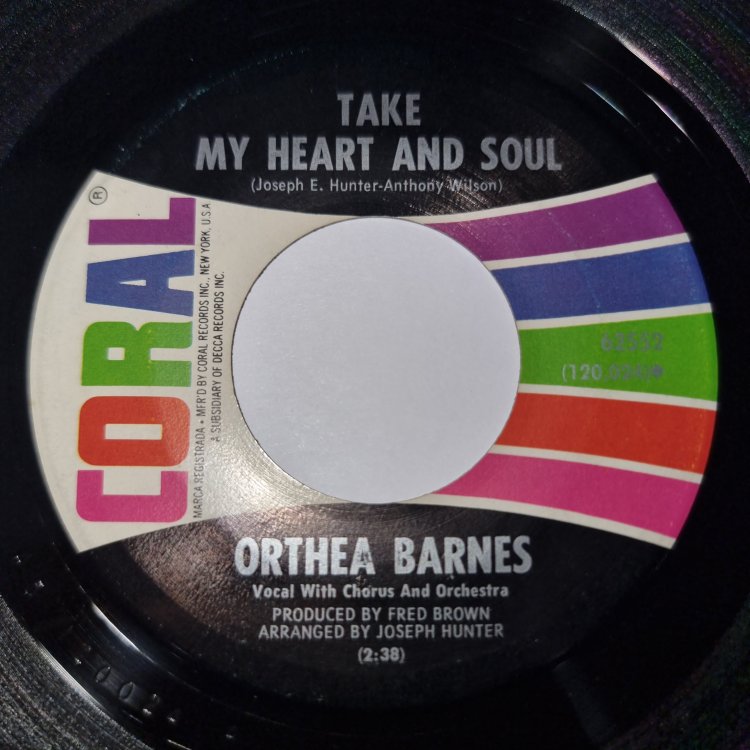 TAKE
MY HEART AND SOUL
(Joseph E. Hunter-Anthony Wilson)
®
CORAL
MARCA REGISTRADA • MFR'D BY CORAL RECORDS INC., NEW YORK, U.S.A
A SUBSIDIARY OF DECCA RECORDS INC.
ORTHEA BARNES
Vocal With Chorus And Orchestra
PRODUCED BY FRED BROWN
ARRANGED BY JOSEPH HUNTER
(2:38)